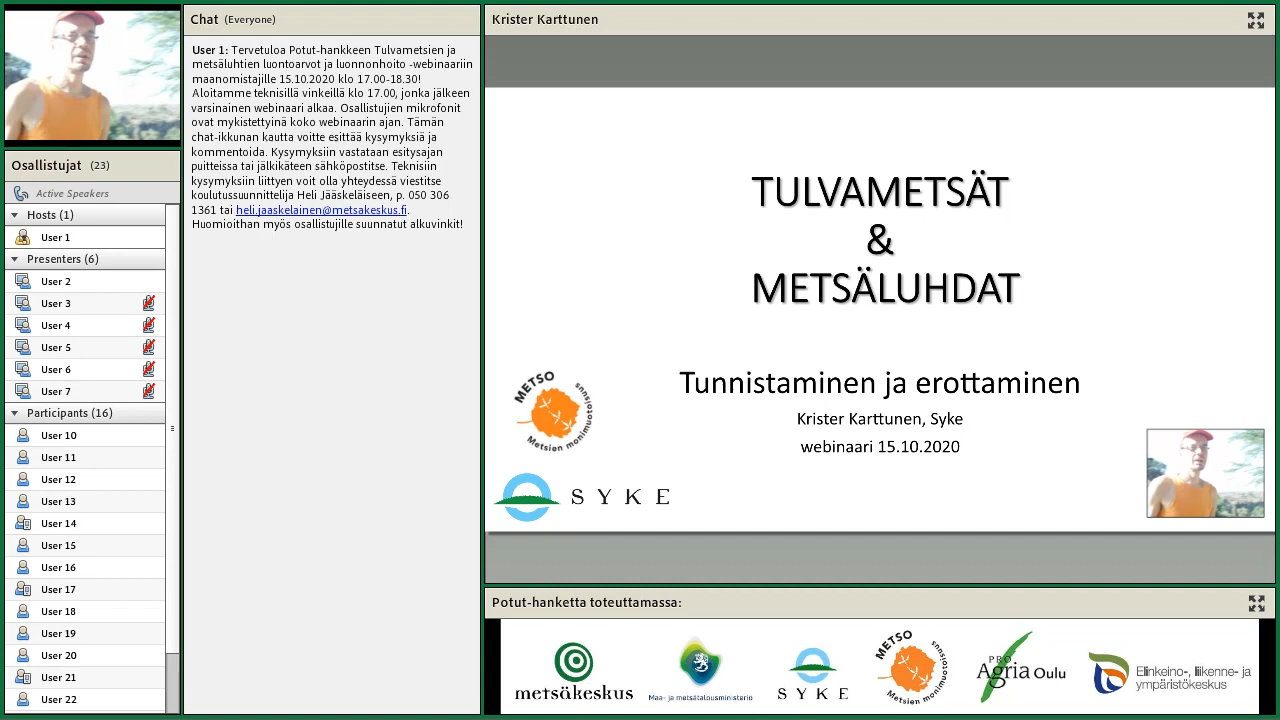 Osallistujat (23)
Active Speakers
Hosts (1)
User 1
Presenters (6)
User 2
User 3
User 4
User 5
User 6
User 7
Participants (16)
User 10
User 11
User 12
User 13
User 14
User 15
User 16
User 17
User 18
User 19
User 20
User 21
User 22
Chat (Everyone)
User 1: Tervetuloa Potut-hankkeen Tulvametsien ja
metsäluhtien luontoarvot ja luonnonhoito -webinaariin
maanomistajille 15.10.2020 klo 17.00-18.30!
Aloitamme teknisillä vinkeillä klo 17.00, jonka jälkeen
varsinainen webinaari alkaa. Osallistujien mikrofonit
ovat mykistettyinä koko webinaarin ajan. Tämän
chat-ikkunan kautta voitte esittää kysymyksiä ja
kommentoida. Kysymyksiin vastataan esitysajan
puitteissa tai jälkikäteen sähköpostitse. Teknisiin
kysymyksiin liittyen voit olla yhteydessä viestitse
koulutussuunnittelija Heli Jääskeläiseen, p. 050 306
1361 tai heli.jaaskelainen@metsakeskus.fi.
Huomioithan myös osallistujille suunnatut alkuvinkit!
Krister Karttunen
TULVAMETSÄT
&
METSÄLUHDAT
Tunnistaminen ja erottaminen
Krister Karttunen, Syke
webinaari 15.10.2020
METSO
Metsien monimuotoisuus
SYKE
Potut-hanketta toteuttamassa:
metsäkeskus
Maa- ja metsätalousministeriö
SYKE
METSO
Metsien monimuotoisuus
PRO
Agria Oulu
Elinkeino-, liikenne- ja
ympäristökeskus